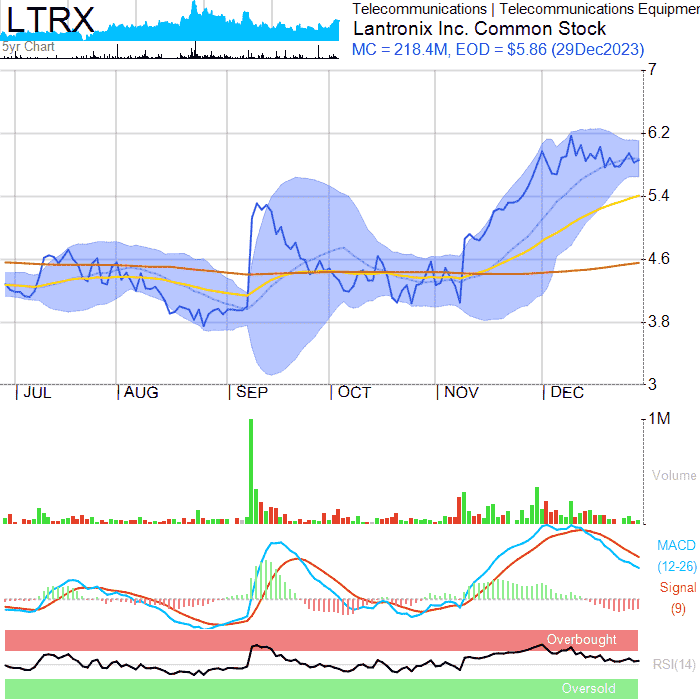 LTRX
5yr Chart
Telecommunications | Telecommunications Equipmen
Lantronix Inc. Common Stock
MC = 218.4M, EOD = $5.86 (29Dec2023)
7
6.2
5.4
4.6
3.8
3
JUL AUG SEP OCT NOV DEC
1M
Volume
MACD
(12-26)
Signal
(9)
Overbought
RSI(14)
Oversold